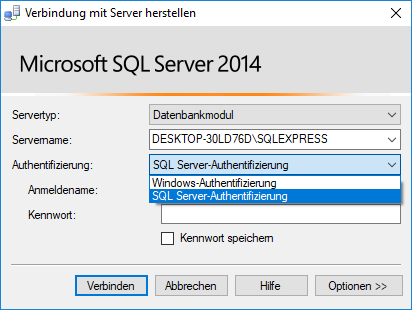 Verbindung mit Server herstellen
Microsoft SQL Server 2014
Servertyp: Datenbankmodul
Servername: DESKTOP-30LD76D\SQLEXPRESS
Authentifizierung: SQL Server-Authentifizierung
Windows-Authentifizierung
Anmeldename: SQL Server-Authentifizierung
Kennwort:
Kennwort speichern
Verbinden Abbrechen Hilfe Optionen >>